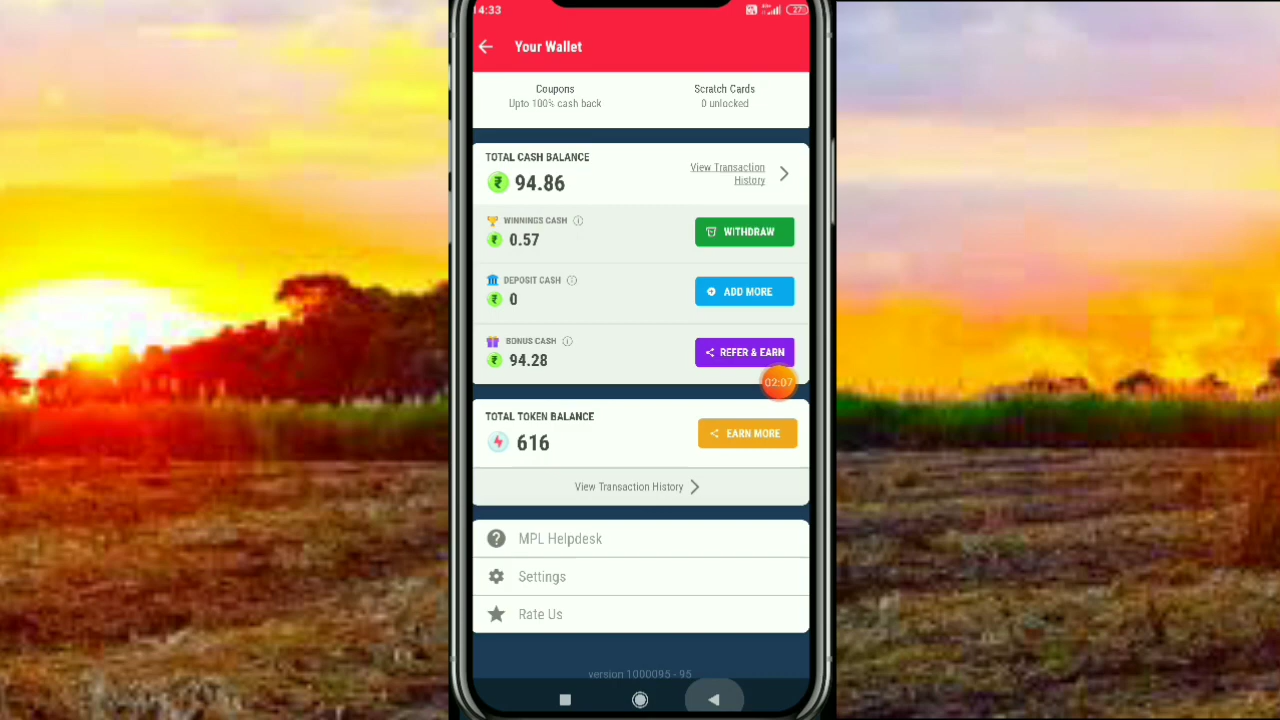 14:33
27
Your Wallet
Coupons
Upto 100% cash back
Scratch Cards
0 unlocked
TOTAL CASH BALANCE
₹ 94.86
View Transaction
History
WINNINGS CASH
₹ 0.57
WITHDRAW
DEPOSIT CASH
₹ 0
ADD MORE
BONUS CASH
₹ 94.28
REFER & EARN
02:07
TOTAL TOKEN BALANCE
616
EARN MORE
View Transaction History
MPL Helpdesk
Settings
Rate Us
version 1000095 - 95